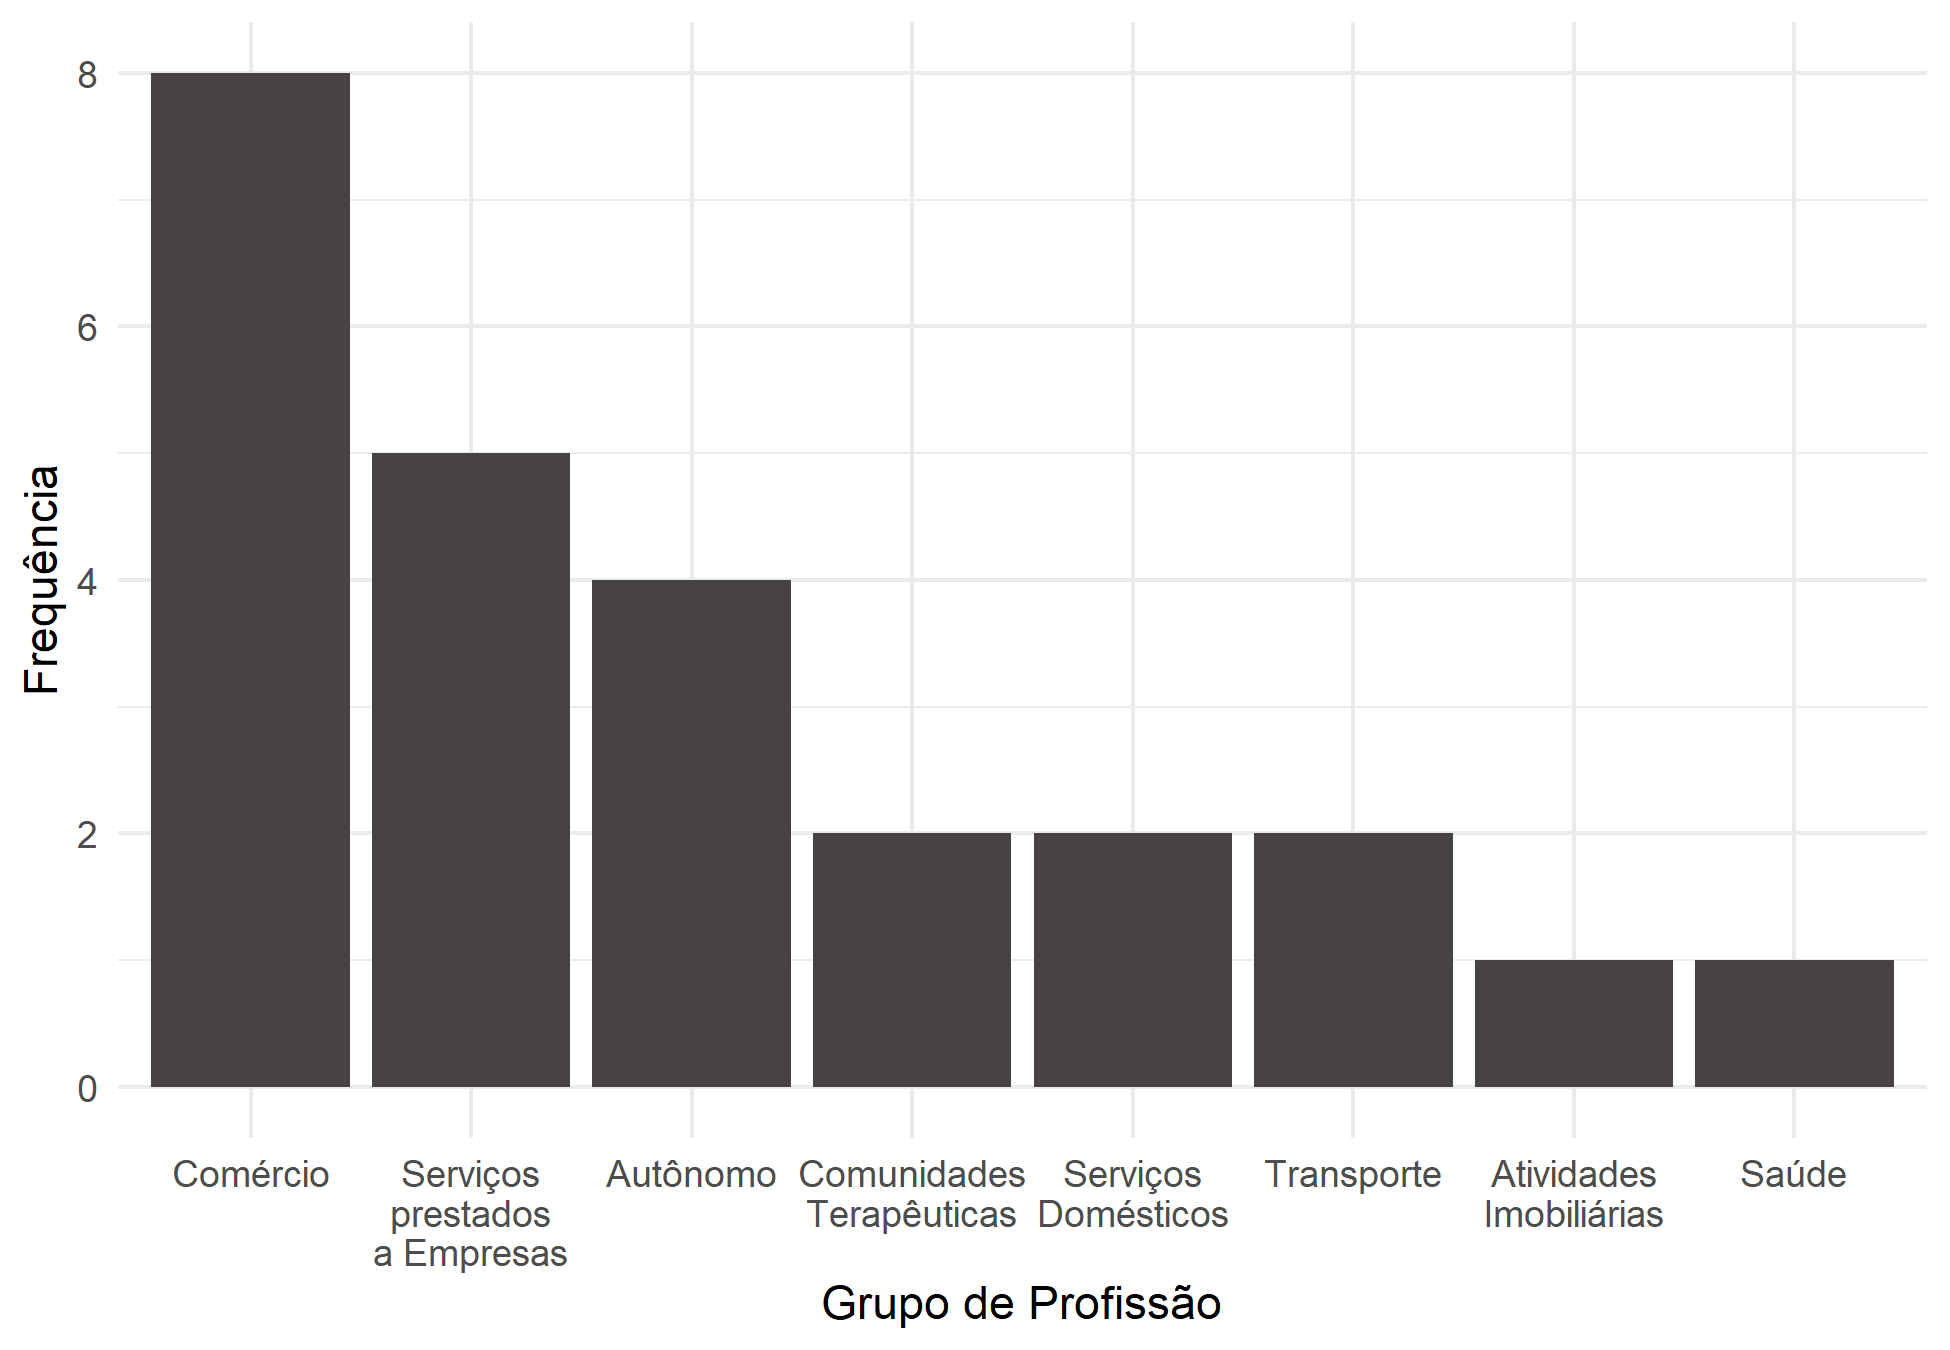 8
6
4
2
0
Frequência
Comércio
Serviços
prestados
a Empresas
Autônomo
Comunidades
Terapêuticas
Serviços
Domésticos
Transporte
Atividades
Imobiliárias
Saúde
Grupo de Profissão